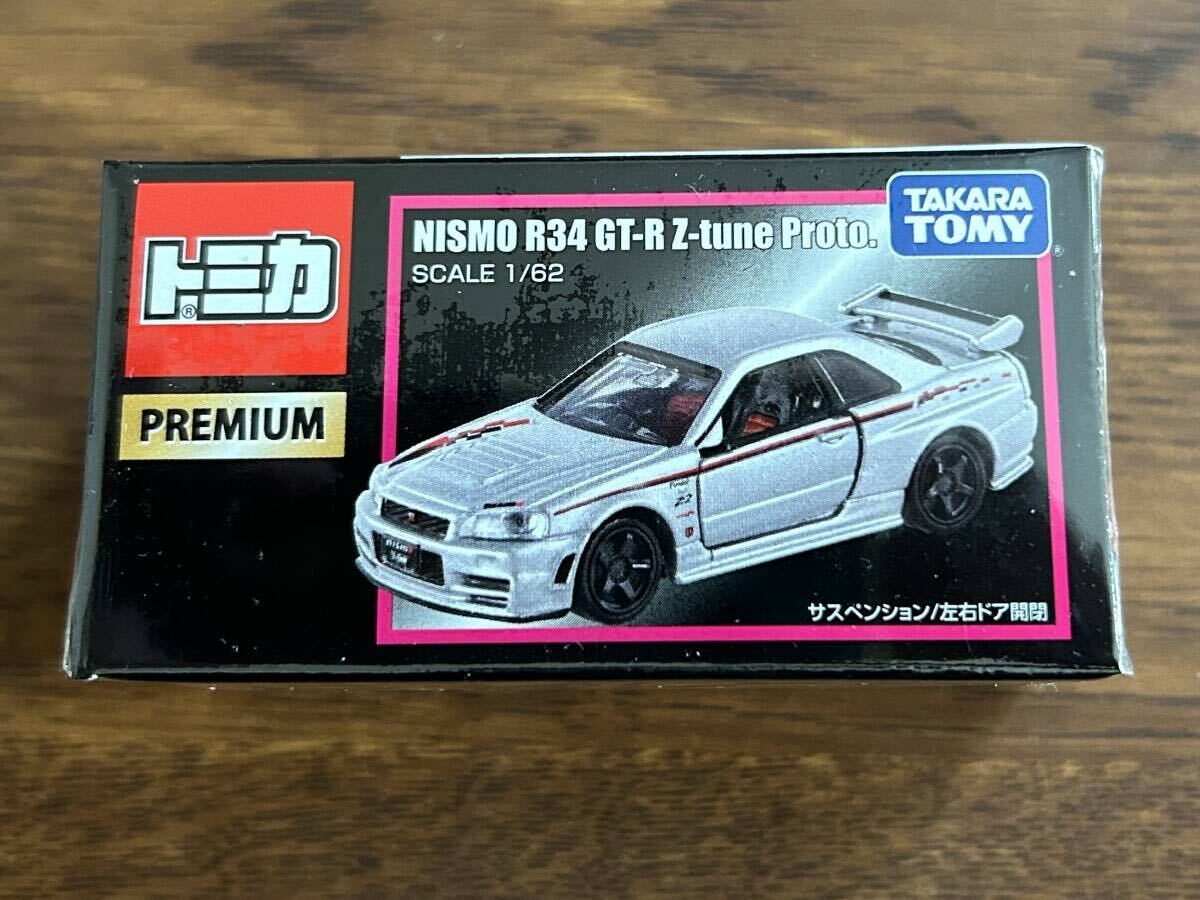 トミカ®
PREMIUM
NISMO R34 GT-R Z-tune Proto.
SCALE 1/62
TAKARA
TOMY®
サスペンション/左右ドア開閉